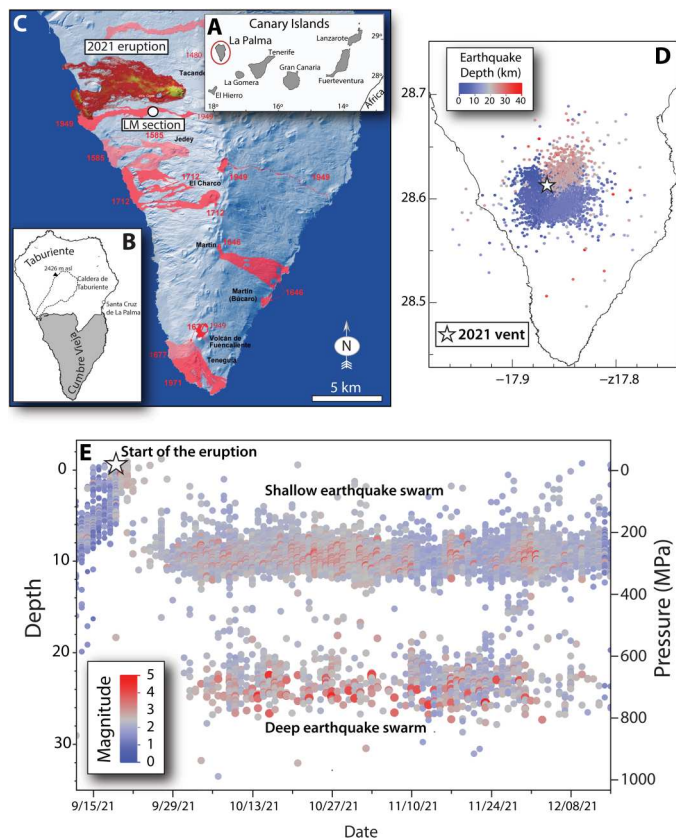 C
2021 eruption
LM section
1480
Tacande
1949
1949
1585
Jedey
1585
1712
El Charco
1949
1949
1712
1712
Martin
1646
Martin
(Búcaro)
1646
1949
Volcán de
Fuencaliente
1677
Teneguía
1971
N
5 km
A
Canary Islands
La Palma
Lanzarote
29°
Tenerife
Gran Canaria
28°
La Gomera
Fuerteventura
El Hierro
18°
16°
14°
Africa
B
Taburiente
2426 m asl
Caldera de
Taburiente
Santa Cruz
de La Palma
Cumbre Vieja
D
Earthquake
Depth (km)
0 10 20 30 40
28.7
28.6
28.5
2021 vent
−17.9
−z17.8
E
Start of the eruption
Shallow earthquake swarm
Deep earthquake swarm
Depth
0
10
20
30
Pressure (MPa)
0
200
400
600
800
1000
Magnitude
5
4
3
2
1
0
9/15/21 9/29/21 10/13/21 10/27/21 11/10/21 11/24/21 12/08/21
Date